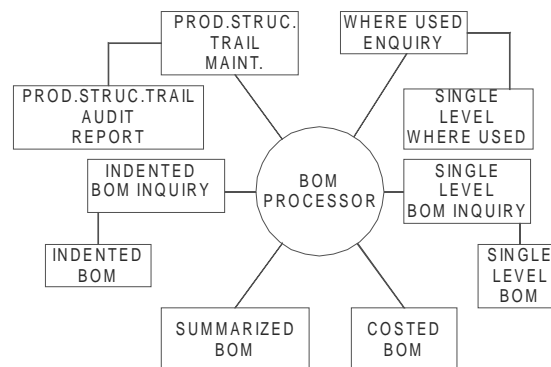 PROD.STRUC.
TRAIL
MAINT.
WHERE USED
ENQUIRY
PROD.STRUC.TRAIL
AUDIT
REPORT
SINGLE
LEVEL
WHERE USED
INDENTED
BOM INQUIRY
BOM
PROCESSOR
SINGLE
LEVEL
BOM INQUIRY
INDENTED
BOM
SINGLE
LEVEL
BOM
SUMMARIZED
BOM
COSTED
BOM